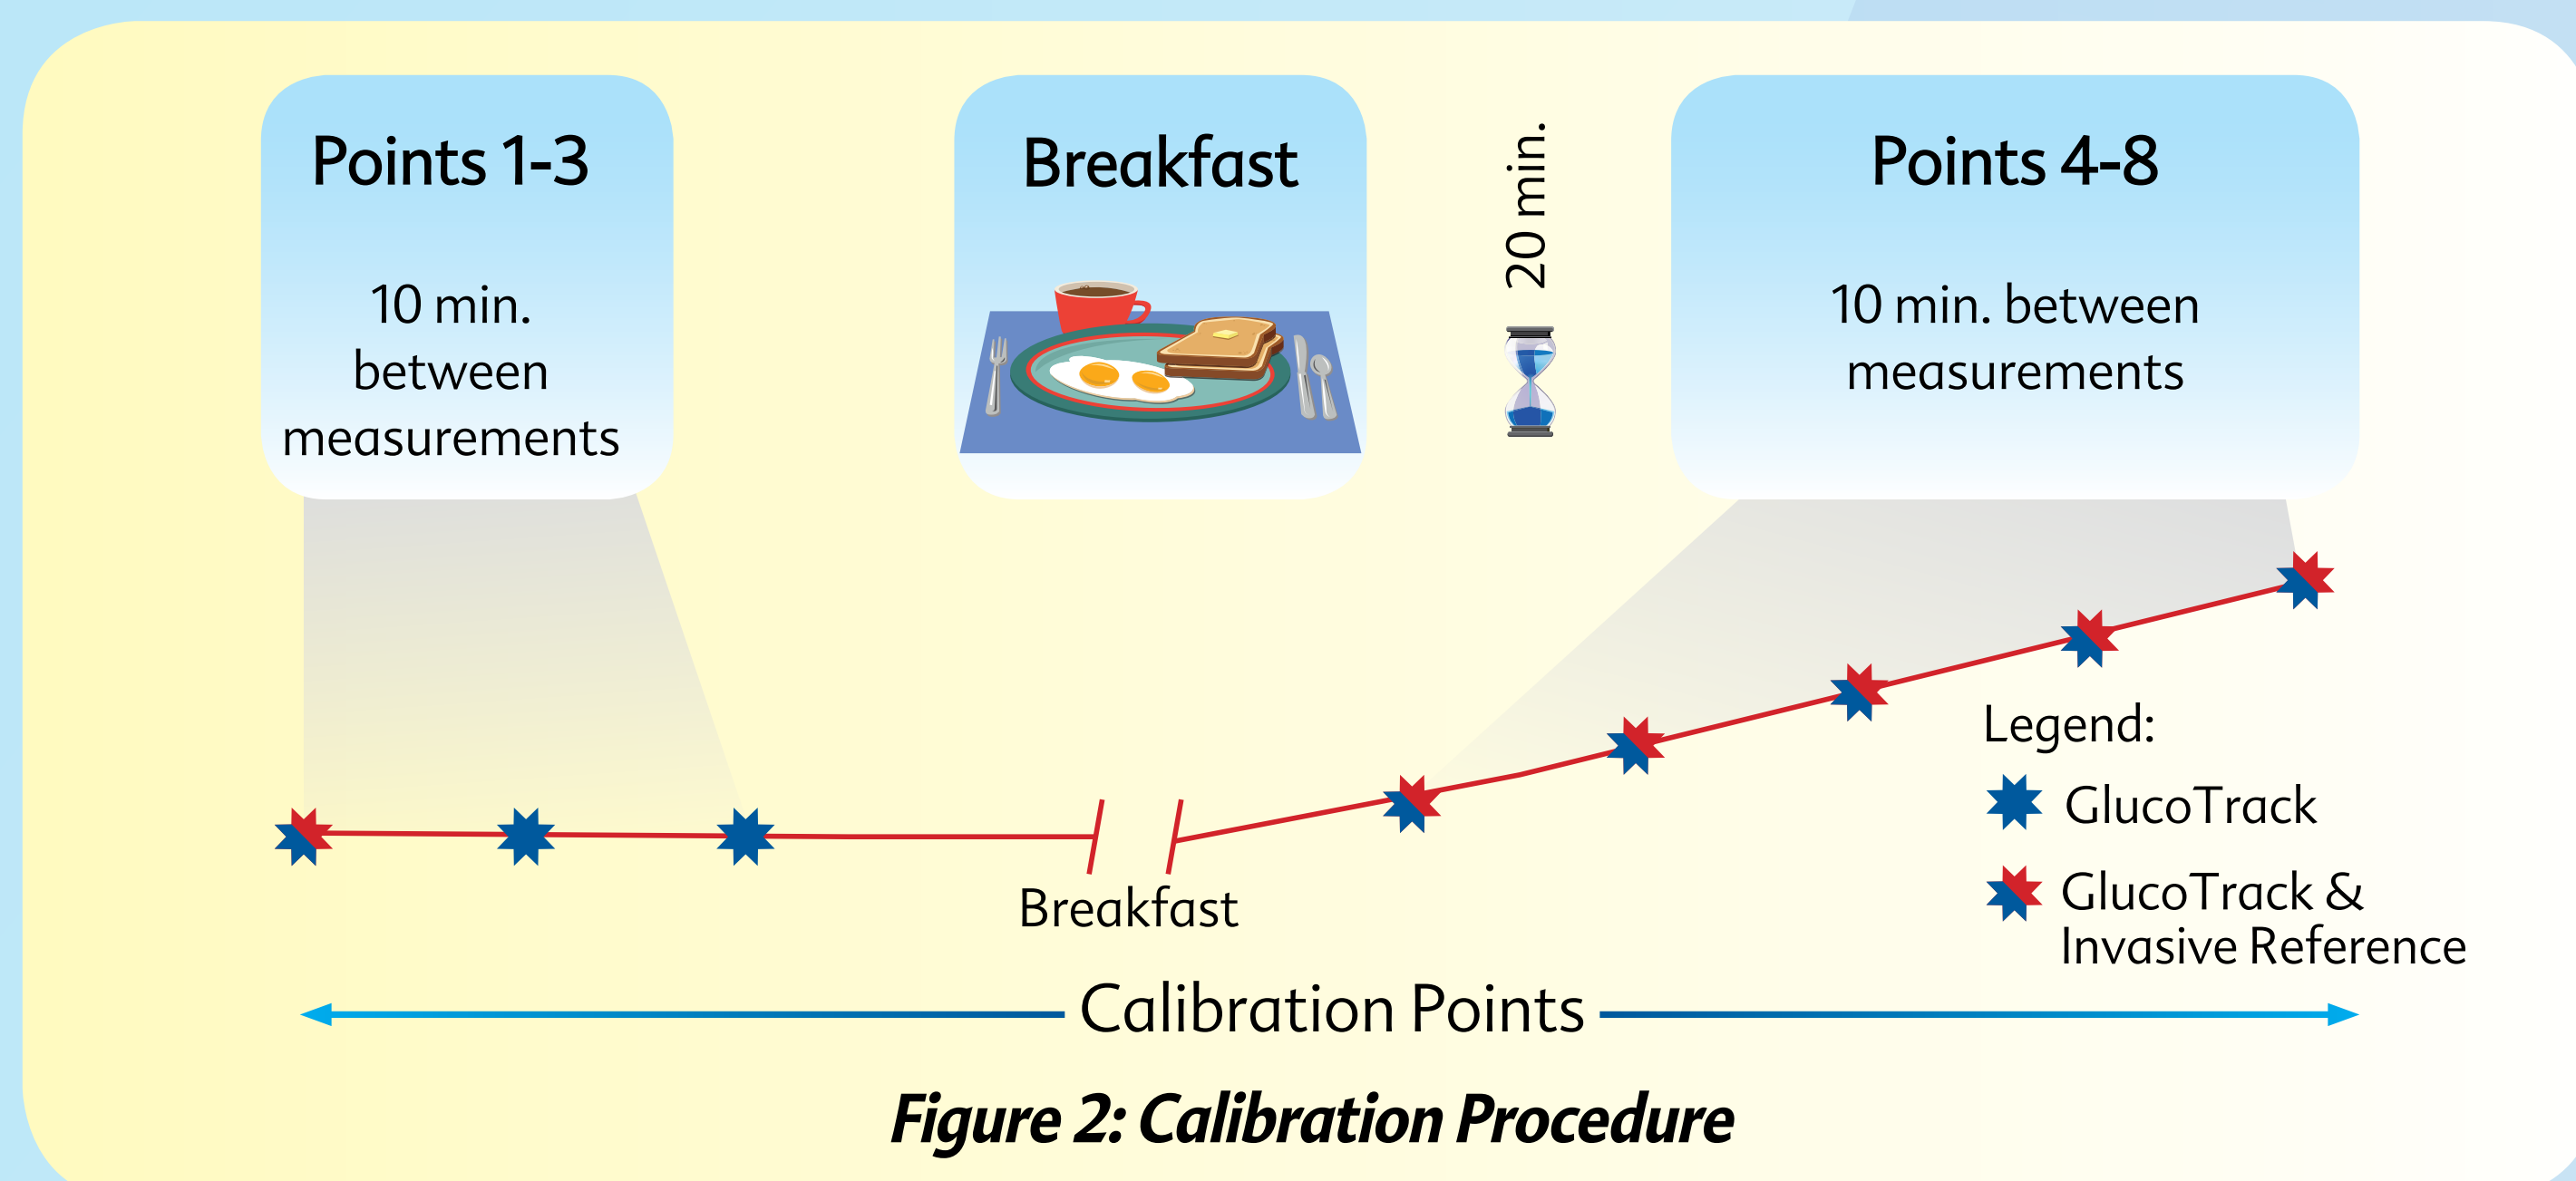 Points 1-3
10 min.
between
measurements
Breakfast
20 min.
Points 4-8
10 min. between
measurements
Breakfast
Legend:
GlucoTrack
GlucoTrack &
Invasive Reference
Calibration Points
Figure 2: Calibration Procedure